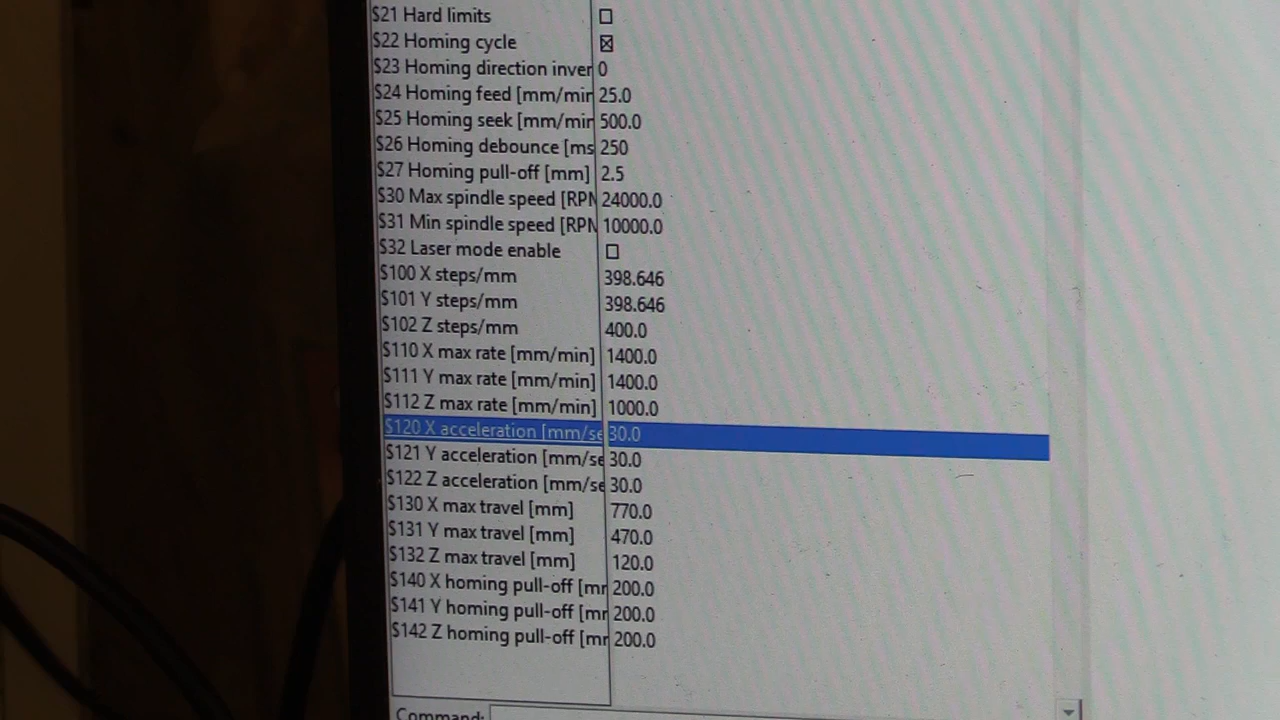 $21 Hard limits
$22 Homing cycle
$23 Homing direction inver 0
$24 Homing feed [mm/mir 25.0
$25 Homing seek [mm/mir 500.0
$26 Homing debounce [ms 250
$27 Homing pull-off [mm] 2.5
$30 Max spindle speed [RPM 24000.0
$31 Min spindle speed [RPM 10000.0
$32 Laser mode enable
$100 X steps/mm 398.646
$101 Y steps/mm 398.646
$102 Z steps/mm 400.0
$110 X max rate [mm/min] 1400.0
$111 Y max rate [mm/min] 1400.0
$112 Z max rate [mm/min] 1000.0
$120 X acceleration [mm/se 30.0
$121 Y acceleration [mm/se 30.0
$122 Z acceleration [mm/se 30.0
$130 X max travel [mm] 770.0
$131 Y max travel [mm] 470.0
$132 Z max travel [mm] 120.0
$140 X homing pull-off [mr 200.0
$141 Y homing pull-off [mr 200.0
$142 Z homing pull-off [mr 200.0
Command: